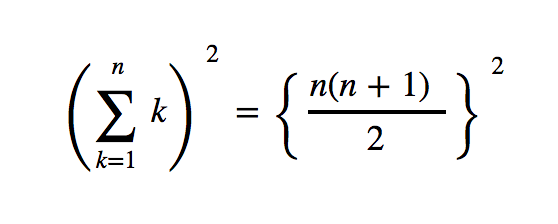 (∑_{k=1}^{n} k)^2 = {n(n + 1)/2}^2